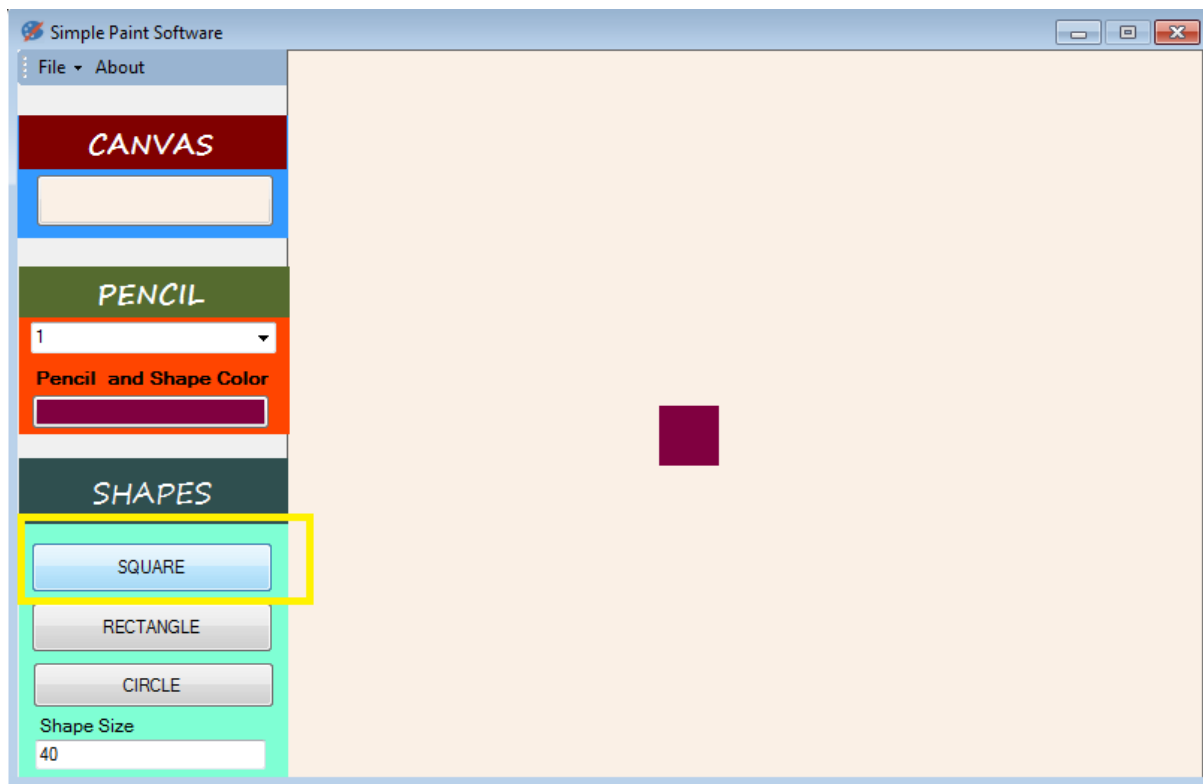 Simple Paint Software
File About
CANVAS
PENCIL
1
Pencil and Shape Color
SHAPES
SQUARE
RECTANGLE
CIRCLE
Shape Size
40